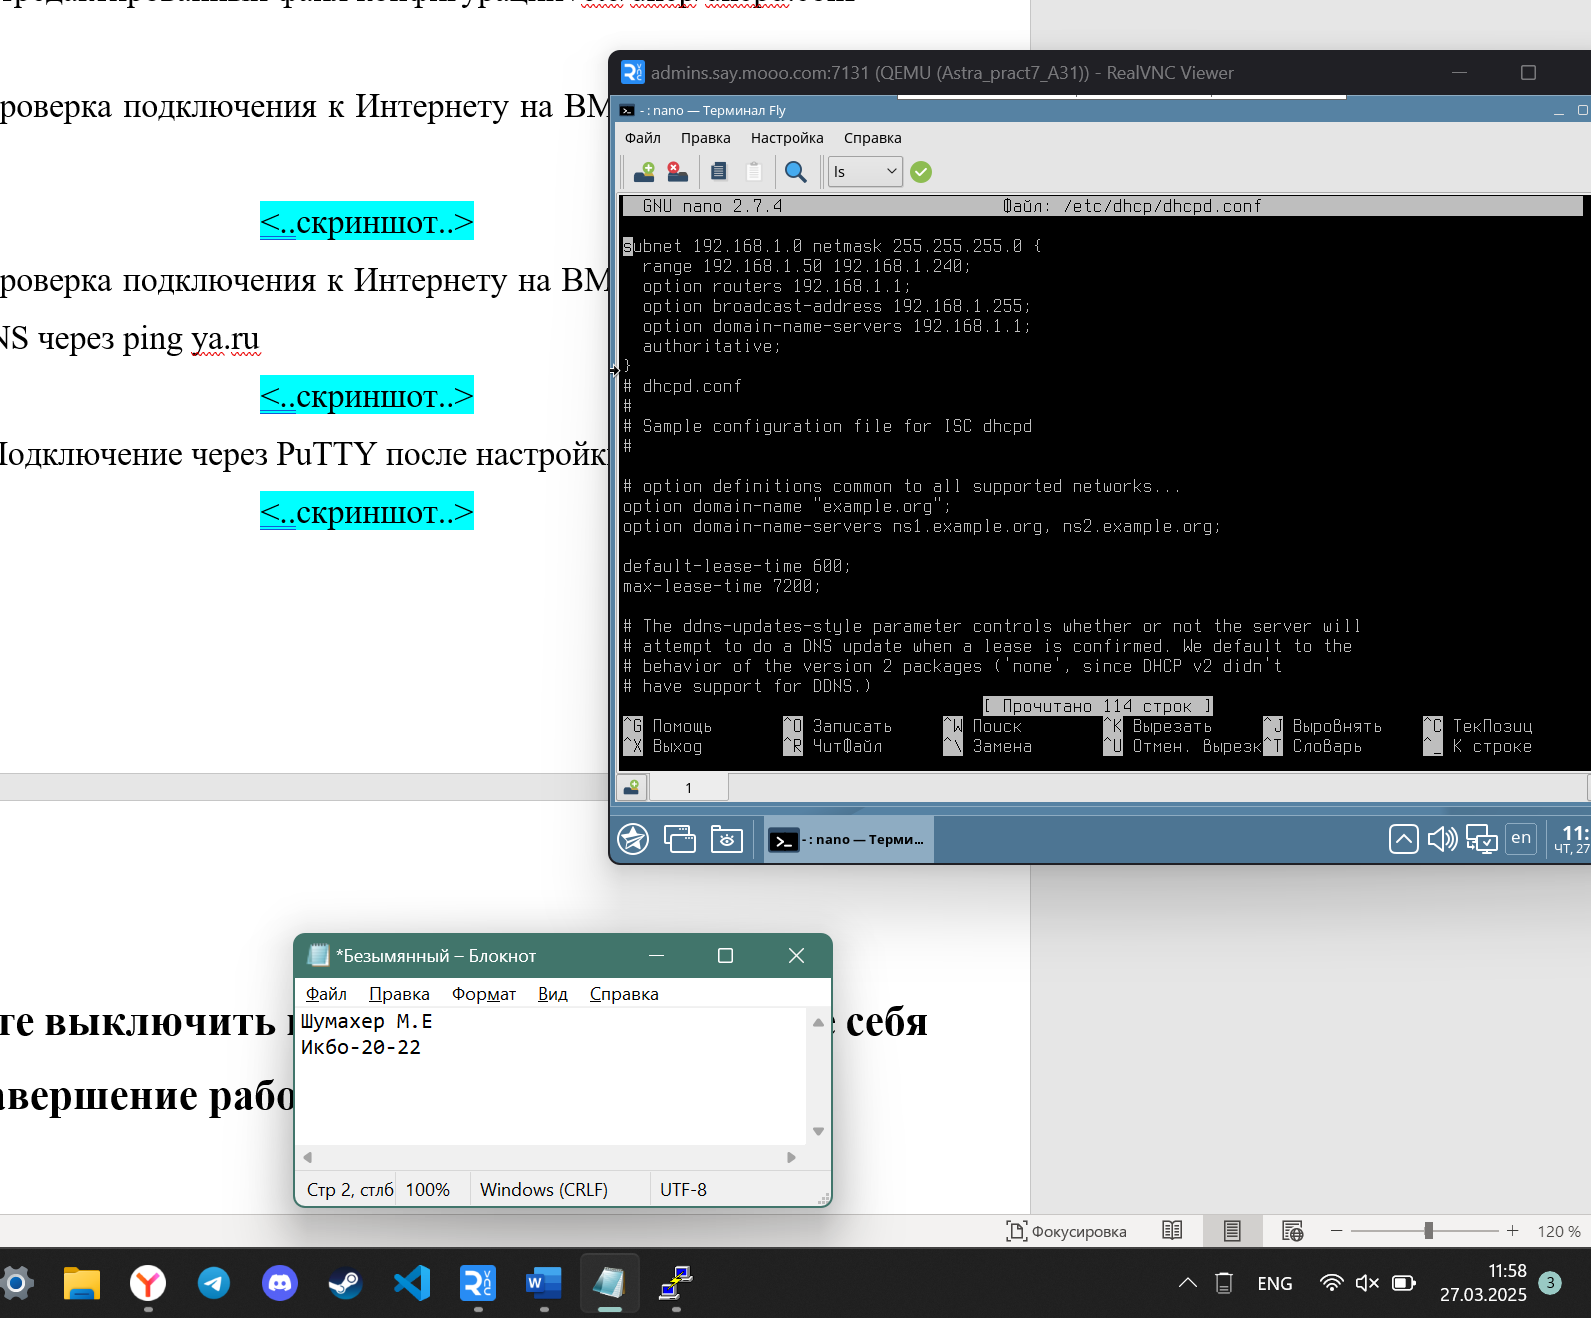 роверка подключения к Интернету на ВМ
<..скриншот..>
роверка подключения к Интернету на ВМ
NS через ping ya.ru
<..скриншот..>
Подключение через PuTTY после настройк
<..скриншот..>
admins.say.mooo.com:7131 (QEMU (Astra_pract7_A31)) - RealVNC Viewer
- : nano — Терминал Fly
Файл Правка Настройка Справка
ls
GNU nano 2.7.4 Файл: /etc/dhcp/dhcpd.conf
subnet 192.168.1.0 netmask 255.255.255.0 {
range 192.168.1.50 192.168.1.240;
option routers 192.168.1.1;
option broadcast-address 192.168.1.255;
option domain-name-servers 192.168.1.1;
authoritative;
}
# dhcpd.conf
#
# Sample configuration file for ISC dhcpd
#
# option definitions common to all supported networks...
option domain-name "example.org";
option domain-name-servers ns1.example.org, ns2.example.org;
default-lease-time 600;
max-lease-time 7200;
# The ddns-updates-style parameter controls whether or not the server will
# attempt to do a DNS update when a lease is confirmed. We default to the
# behavior of the version 2 packages ('none', since DHCP v2 didn't
# have support for DDNS.)
[ Прочитано 114 строк ]
^G Помощь ^O Записать ^W Поиск ^K Вырезать ^J Выровнять ^C ТекПозиц
^X Выход ^R ЧитФайл ^\ Замена ^U Отмен. Вырезк ^T Словарь ^_ К строке
1
- : nano — Терми...
en
11:
ЧТ, 27
те выключить
себя
авершение рабо
*Безымянный – Блокнот
Файл Правка Формат Вид Справка
Шумахер М.Е
Икбо-20-22
Стр 2, стлб 100% Windows (CRLF) UTF-8
Фокусировка
120 %
ENG
11:58
27.03.2025
3